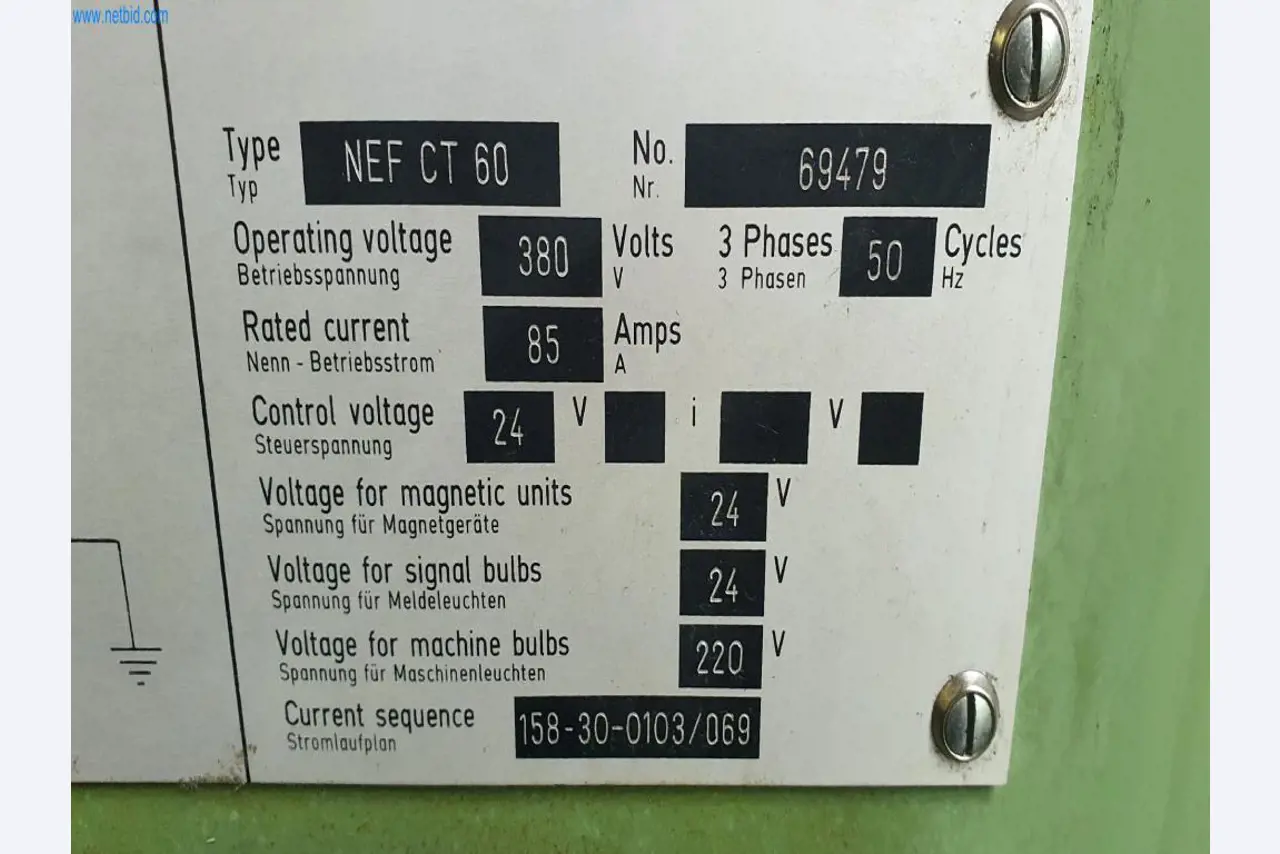 www.netbid.com
Type NEF CT 60 No. 69479
Typ Nr.
Operating voltage 380 Volts 3 Phases 50 Cycles
Betriebsspannung V 3 Phasen Hz
Rated current 85 Amps
Nenn - Betriebsstrom A
Control voltage 24 V i V
Steuerspannung
Voltage for magnetic units 24 V
Spannung für Magnetgeräte
Voltage for signal bulbs 24 V
Spannung für Meldeleuchten
Voltage for machine bulbs 220 V
Spannung für Maschinenleuchten
Current sequence 158-30-0103/069
Stromlaufplan